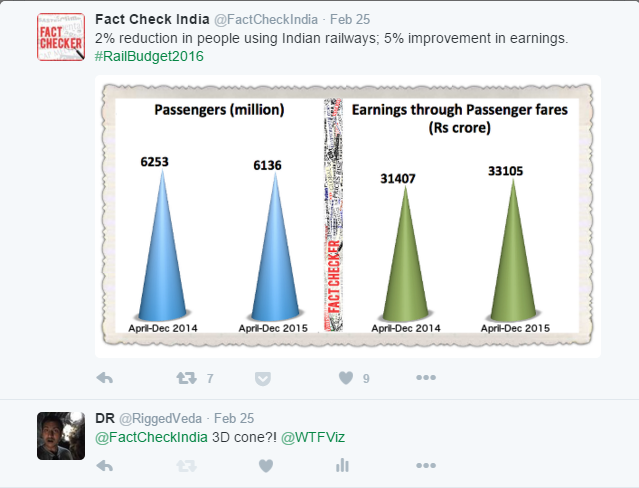 Fact Check India @FactCheckIndia · Feb 25
FACT
CHECKER
2% reduction in people using Indian railways; 5% improvement in earnings.
#RailBudget2016
Passengers (million)
6253
6136
April-Dec 2014
April-Dec 2015
FACT CHECKER
Earnings through Passenger fares
(Rs crore)
31407
33105
April-Dec 2014
April-Dec 2015
7
9
DR @RiggedVeda · Feb 25
@FactCheckIndia 3D cone?! @WTFViz